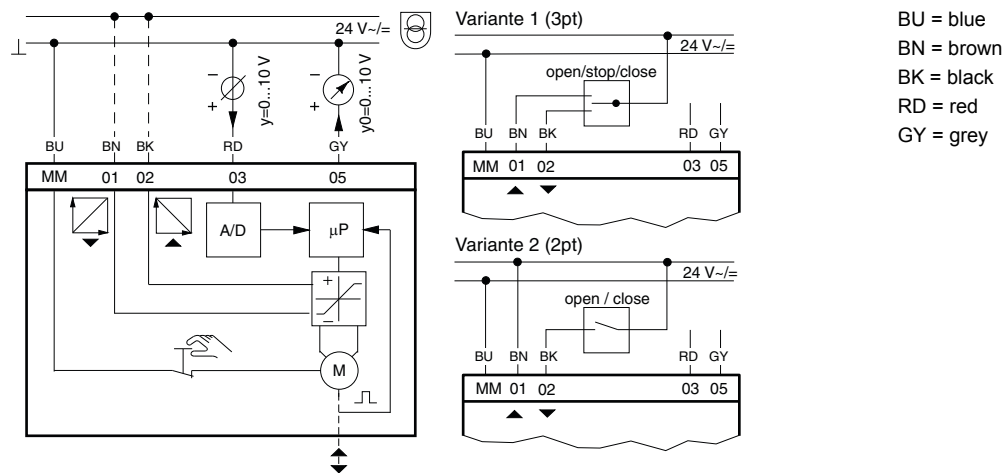 24 V~/=
⊥
–
+
y=0...10 V
–
+
y0=0...10 V
BU BN BK RD GY
MM 01 02 03 05
A/D
µP
+
–
M
Variante 1 (3pt)
24 V~/=
open/stop/close
BU BN BK RD GY
MM 01 02 03 05
Variante 2 (2pt)
24 V~/=
open / close
BU BN BK RD GY
MM 01 02 03 05
BU = blue
BN = brown
BK = black
RD = red
GY = grey